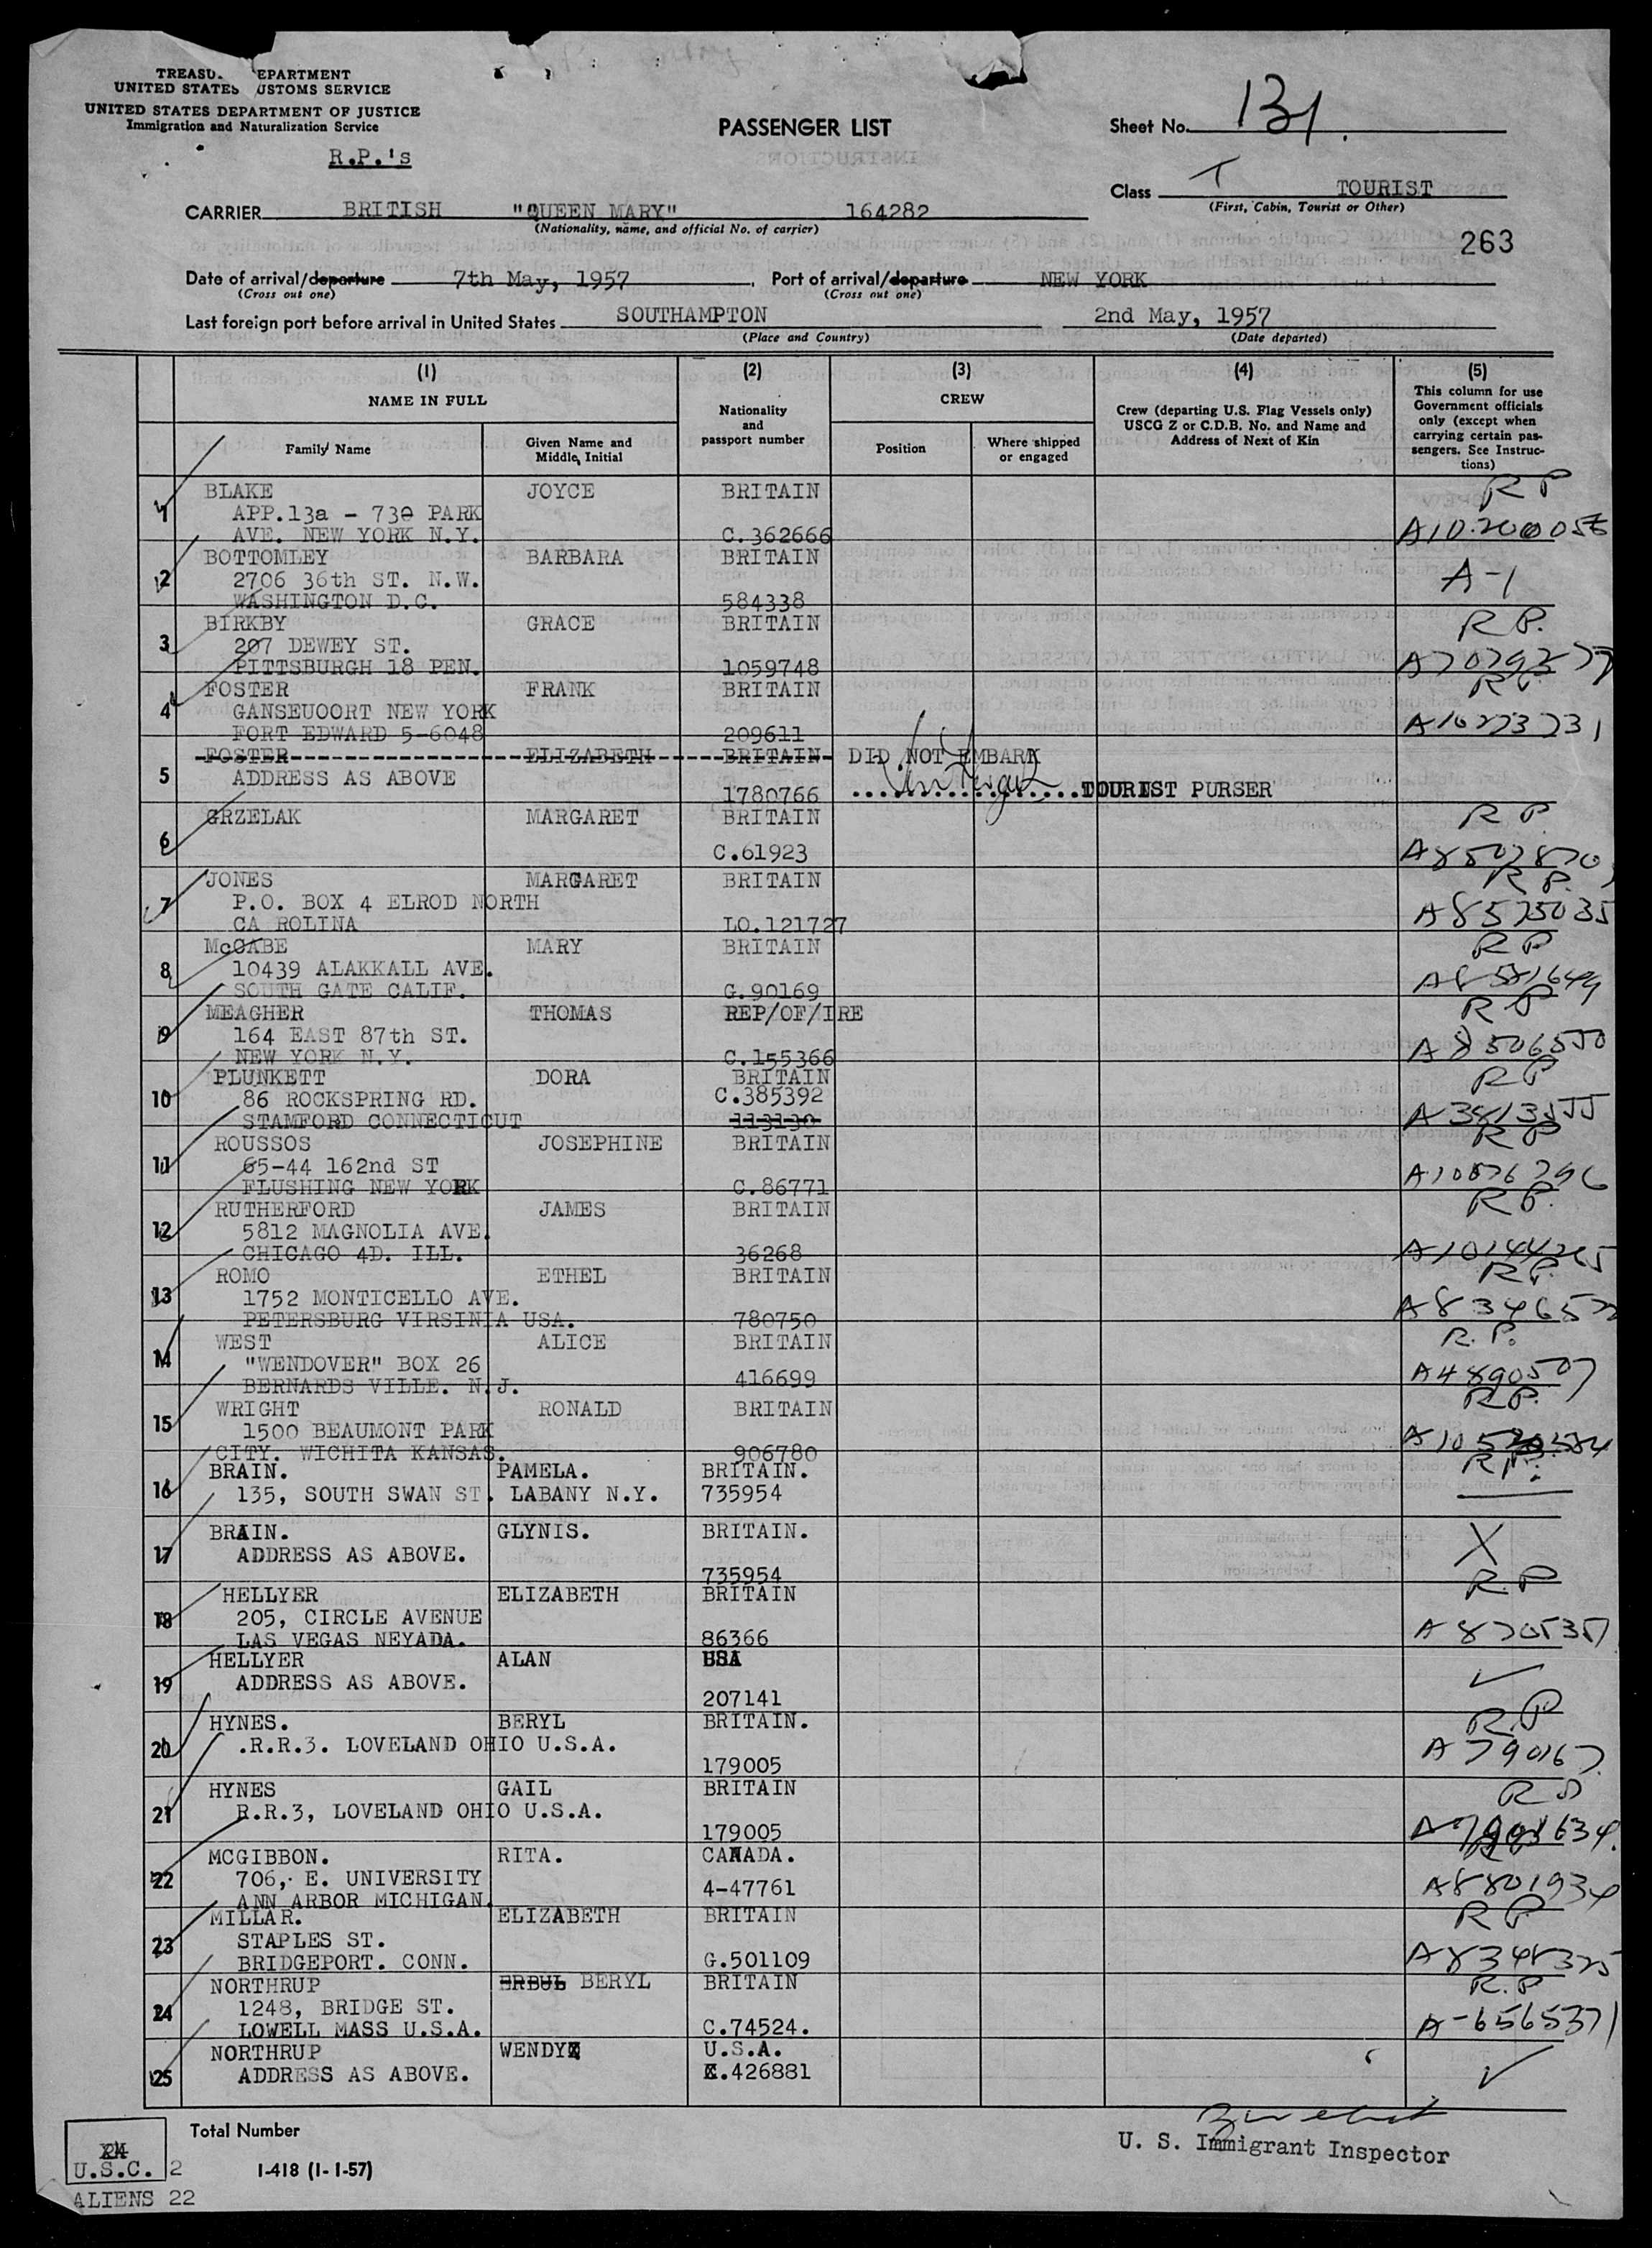 TREASU. EPARTMENT
UNITED STATES USTOMS SERVICE
UNITED STATES DEPARTMENT OF JUSTICE
Immigration and Naturalization Service
R.P.'s
PASSENGER LIST
Sheet No. 131.
Class T TOURIST
(First, Cabin, Tourist or Other)
CARRIER BRITISH "QUEEN MARY" 164282
(Nationality, name, and official No. of carrier)
263
Date of arrival/departure 7th May, 1957. Port of arrival/departure NEW YORK
(Cross out one) (Cross out one)
Last foreign port before arrival in United States SOUTHAMPTON 2nd May, 1957
(Place and Country) (Date departed)
(1) (2) (3) (4) (5)
NAME IN FULL
Family Name
Given Name and Middle Initial
Nationality and passport number
CREW
Position
Where shipped or engaged
Crew (departing U.S. Flag Vessels only) USCG Z or C.D.B. No. and Name and Address of Next of Kin
This column for use Government officials only (except when carrying certain passengers. See Instructions)
1 BLAKE JOYCE BRITAIN R P
APP.13a - 730 PARK
AVE. NEW YORK N.Y. C.362666
2 BOTTOMLEY BARBARA BRITAIN A-1
2706 36th ST. N.W.
WASHINGTON D.C. 584338
3 BIRKBY GRACE BRITAIN R P.
207 DEWEY ST.
PITTSBURGH 18 PEN. 1059748
4 FOSTER FRANK BRITAIN R P.
GANSEUOORT NEW YORK
FORT EDWARD 5-6048 209611 A10273731
5 FOSTER ELIZABETH BRITAIN DID NOT EMBARK
ADDRESS AS ABOVE
1780766 TOURIST PURSER
6 GRZELAK MARGARET BRITAIN R P.
C.61923 A8507870
7 JONES MARGARET BRITAIN R P.
P.O. BOX 4 ELROD NORTH
CA ROLINA LO.121727 A8575035
8 McCABE MARY BRITAIN R P
10439 ALAKKALL AVE.
SOUTH GATE CALIF. G.90169
9 MEAGHER THOMAS REP/OF/IRE R P
164 EAST 87th ST.
NEW YORK N.Y. C.155366 A8506550
10 PLUNKETT DORA BRITAIN R P
86 ROCKSPRING RD. C.385392
STAMFORD CONNECTICUT 113130
11 ROUSSOS JOSEPHINE BRITAIN R P
65-44 162nd ST
FLUSHING NEW YORK C.86771
12 RUTHERFORD JAMES BRITAIN R P.
5812 MAGNOLIA AVE.
CHICAGO 4D. ILL. 36268
13 ROMO ETHEL BRITAIN R P.
1752 MONTICELLO AVE.
PETERSBURG VIRSINIA USA. 780750
14 WEST ALICE BRITAIN R. P.
"WENDOVER" BOX 26
BERNARDS VILLE. N.J. 416699 A4890507
15 WRIGHT RONALD BRITAIN R P.
1500 BEAUMONT PARK
CITY. WICHITA KANSAS. 906780
16 BRAIN. PAMELA. BRITAIN. R P.
135, SOUTH SWAN ST. LABANY N.Y. 735954
17 BRAIN. GLYNIS. BRITAIN. X
ADDRESS AS ABOVE.
735954
18 HELLYER ELIZABETH BRITAIN R. P
205, CIRCLE AVENUE
LAS VEGAS NEYADA. 86366
19 HELLYER ALAN USA
ADDRESS AS ABOVE.
207141
20 HYNES. BERYL BRITAIN. R.P
.R.R.3. LOVELAND OHIO U.S.A.
179005
21 HYNES GAIL BRITAIN R P
R.R.3, LOVELAND OHIO U.S.A.
179005
22 MCGIBBON. RITA. CANADA. R P
706, E. UNIVERSITY
ANN ARBOR MICHIGAN. 4-47761 A8801934
23 MILLAR. ELIZABETH BRITAIN R P
STAPLES ST.
BRIDGEPORT. CONN. G.501109 A8348325
24 NORTHRUP BERYL BRITAIN R.P
1248, BRIDGE ST.
LOWELL MASS U.S.A. C.74524. A-6565371
25 NORTHRUP WENDY U.S.A.
ADDRESS AS ABOVE. .426881
Total Number
U.S.C. 2
I-418 (1-1-57)
ALIENS 22
U. S. Immigrant Inspector